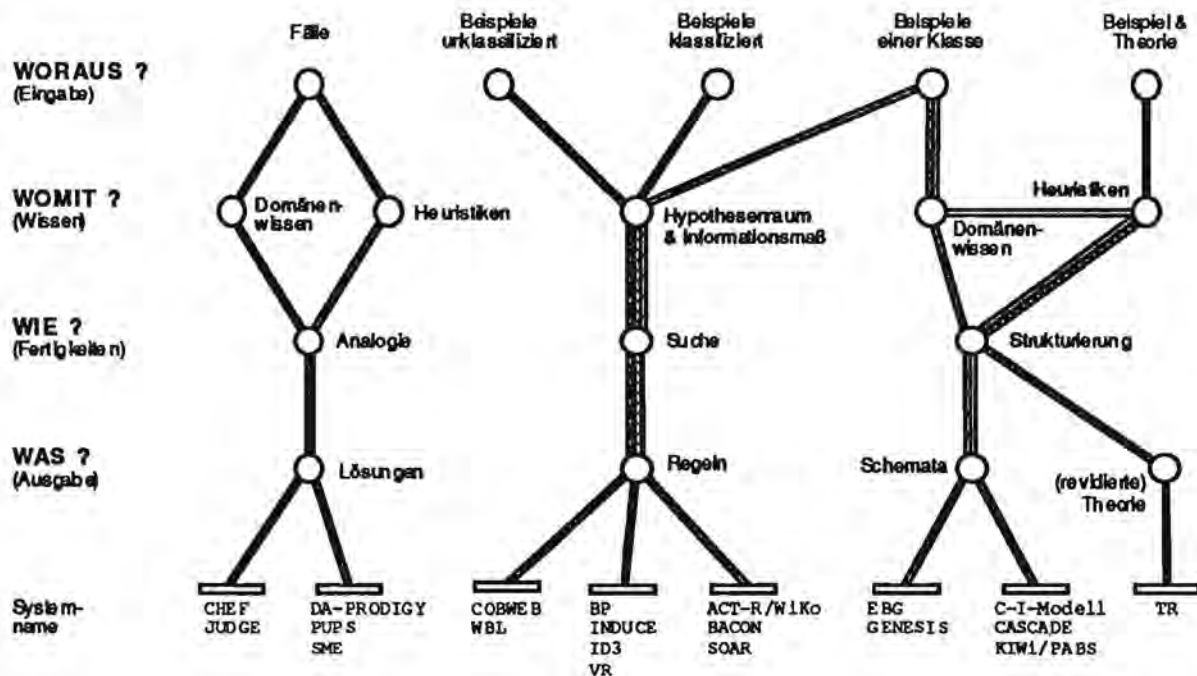 Fälle
Beispiele
urklassifiziert
Beispiele
klassifiziert
Beispiele
einer Klasse
Beispiel &
Theorie
WORAUS ?
(Eingabe)
WOMIT ?
(Wissen)
Domänen-
wissen
Heuristiken
Hypothesenraum
& Informationsmaß
Heuristiken
Domänen-
wissen
WIE ?
(Fertigkeiten)
Analogie
Suche
Strukturierung
WAS ?
(Ausgabe)
Lösungen
Regeln
Schemata
(revidierte)
Theorie
System-
name
CHEF
JUDGE
DA-PRODIGY
PUPS
SME
COBWEB
WBL
BP
INDUCE
ID3
VR
ACT-R/WiKo
BACON
SOAR
EBG
GENESIS
C-I-Modell
CASCADE
KIWi/PABS
TR